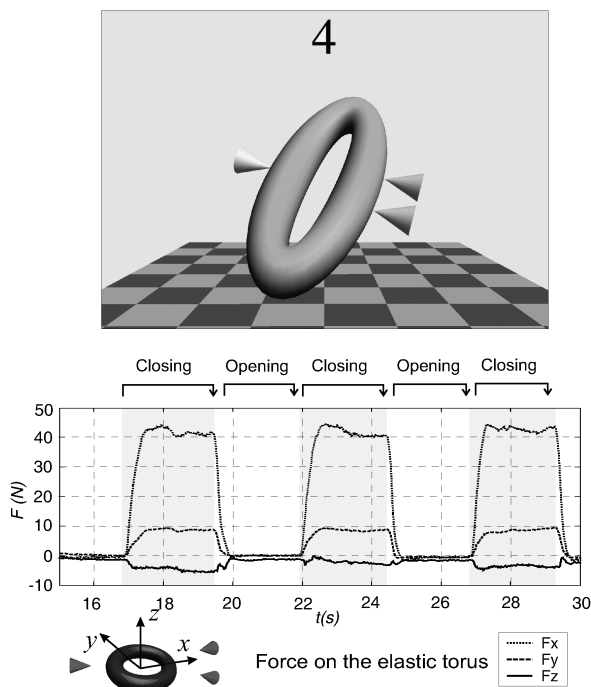 4
Closing Opening Closing Opening Closing
50
40
30
20
10
0
-10
F (N)
16 18 20 22 24 26 28 30
t(s)
z
y
x
Force on the elastic torus
Fx
Fy
Fz